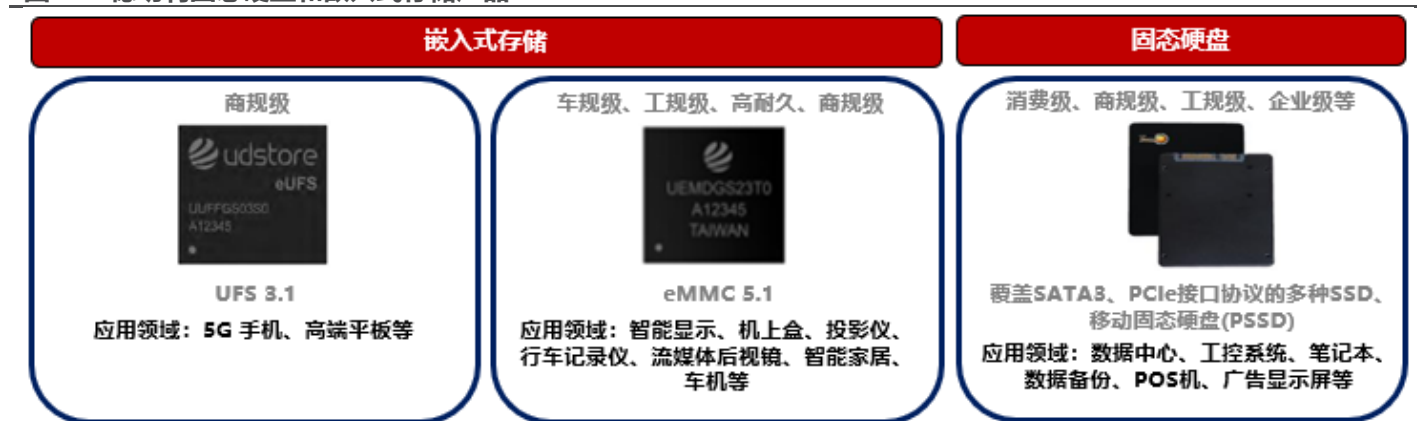 嵌入式存储
固态硬盘
商规级
udstore
eUFS
UUFFGS03S0
A12345
UFS 3.1
应用领域：5G 手机、高端平板等
车规级、工规级、高耐久、商规级
UEMDGS23T0
A12345
TAIWAN
eMMC 5.1
应用领域：智能显示、机上盒、投影仪、
行车记录仪、流媒体后视镜、智能家居、
车机等
消费级、商规级、工规级、企业级等
覆盖SATA3、PCIe接口协议的多种SSD、
移动固态硬盘(PSSD)
应用领域：数据中心、工控系统、笔记本、
数据备份、POS机、广告显示屏等